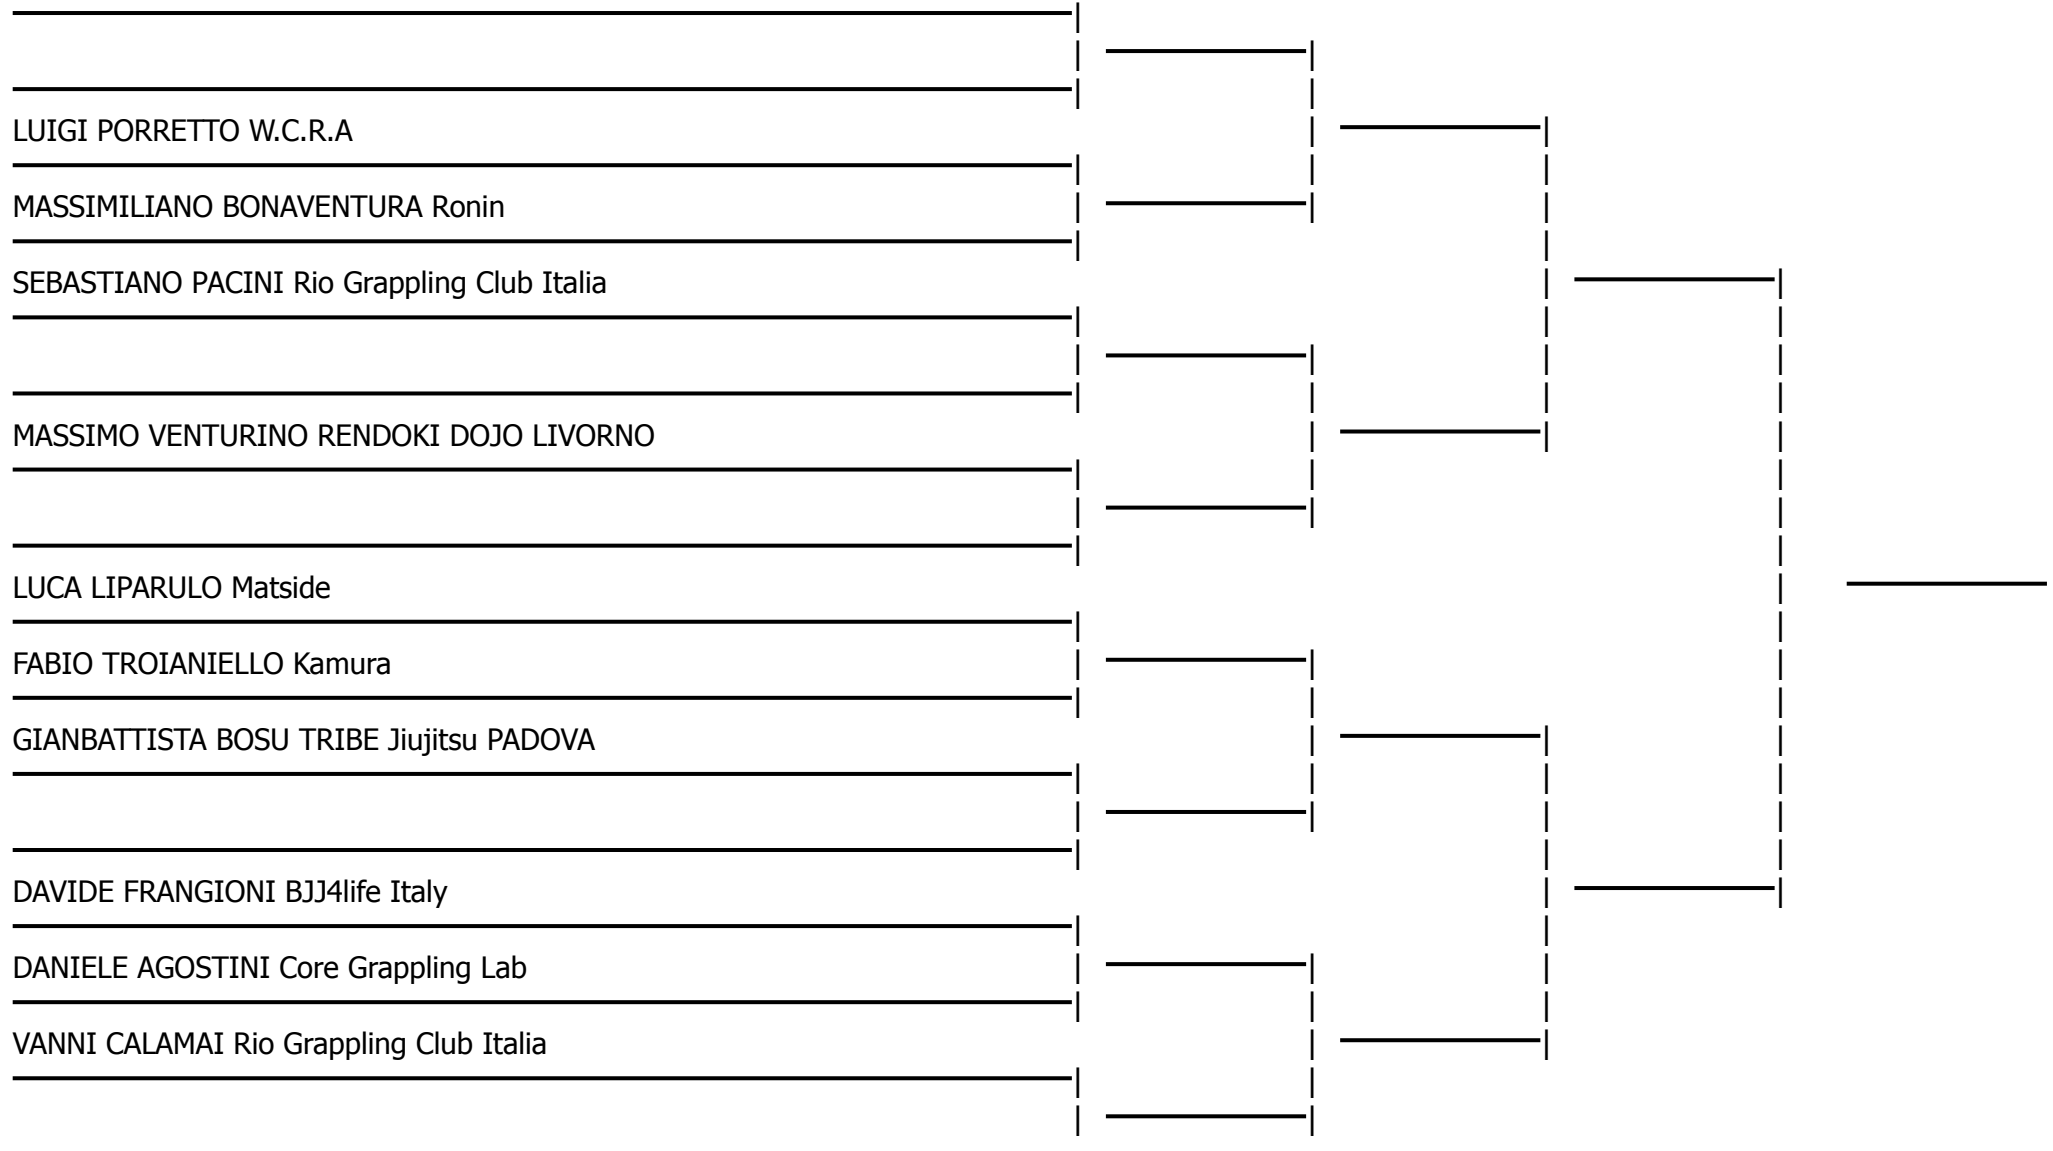 LUIGI PORRETTO W.C.R.A
MASSIMILIANO BONAVENTURA Ronin
SEBASTIANO PACINI Rio Grappling Club Italia
MASSIMO VENTURINO RENDOKI DOJO LIVORNO
LUCA LIPARULO Matside
FABIO TROIANIELLO Kamura
GIANBATTISTA BOSU TRIBE Jiujitsu PADOVA
DAVIDE FRANGIONI BJJ4life Italy
DANIELE AGOSTINI Core Grappling Lab
VANNI CALAMAI Rio Grappling Club Italia